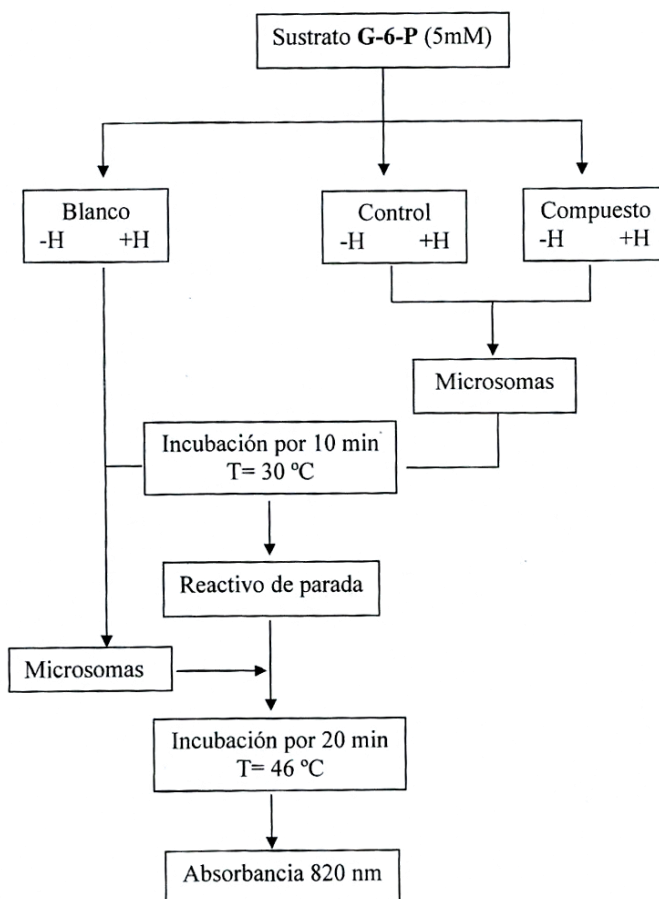 Sustrato G-6-P (5mM)
Blanco
-H +H
Control
-H +H
Compuesto
-H +H
Microsomas
Incubación por 10 min
T= 30 ºC
Reactivo de parada
Microsomas
Incubación por 20 min
T= 46 ºC
Absorbancia 820 nm